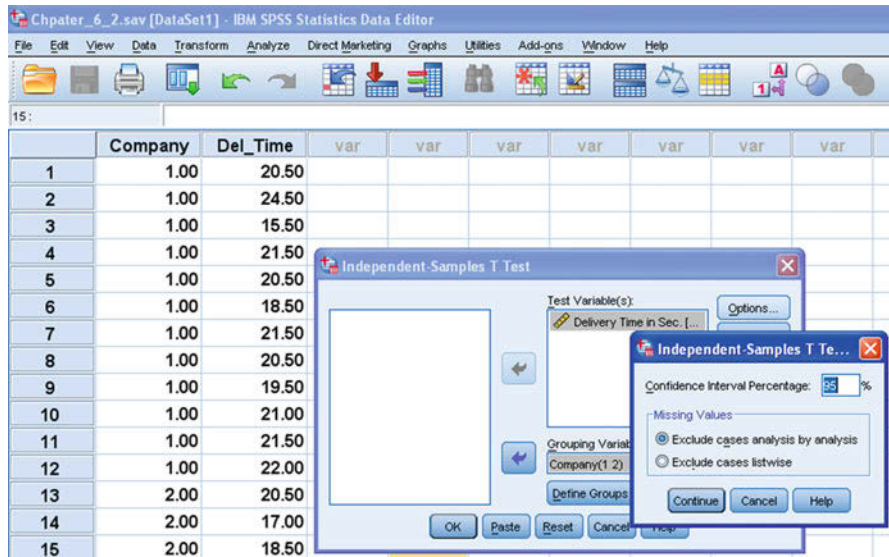 Chpater_6_2.sav [DataSet1] - IBM SPSS Statistics Data Editor
File Edit View Data Transform Analyze Direct Marketing Graphs Utilities Add-ons Window Help
A
1
15 :
Company Del_Time var var var var var var var
1 1.00 20.50
2 1.00 24.50
3 1.00 15.50
4 1.00 21.50
5 1.00 20.50
6 1.00 18.50
7 1.00 21.50
8 1.00 20.50
9 1.00 19.50
10 1.00 21.00
11 1.00 21.50
12 1.00 22.00
13 2.00 20.50
14 2.00 17.00
15 2.00 18.50
Independent-Samples T Test
Test Variable(s):
Delivery Time in Sec. [...
Options...
Grouping Variab
Company(1 2)
Define Groups
OK Paste Reset Cancel
Independent-Samples T Te...
Confidence Interval Percentage: 95 %
Missing Values
Exclude cases analysis by analysis
Exclude cases listwise
Continue Cancel Help